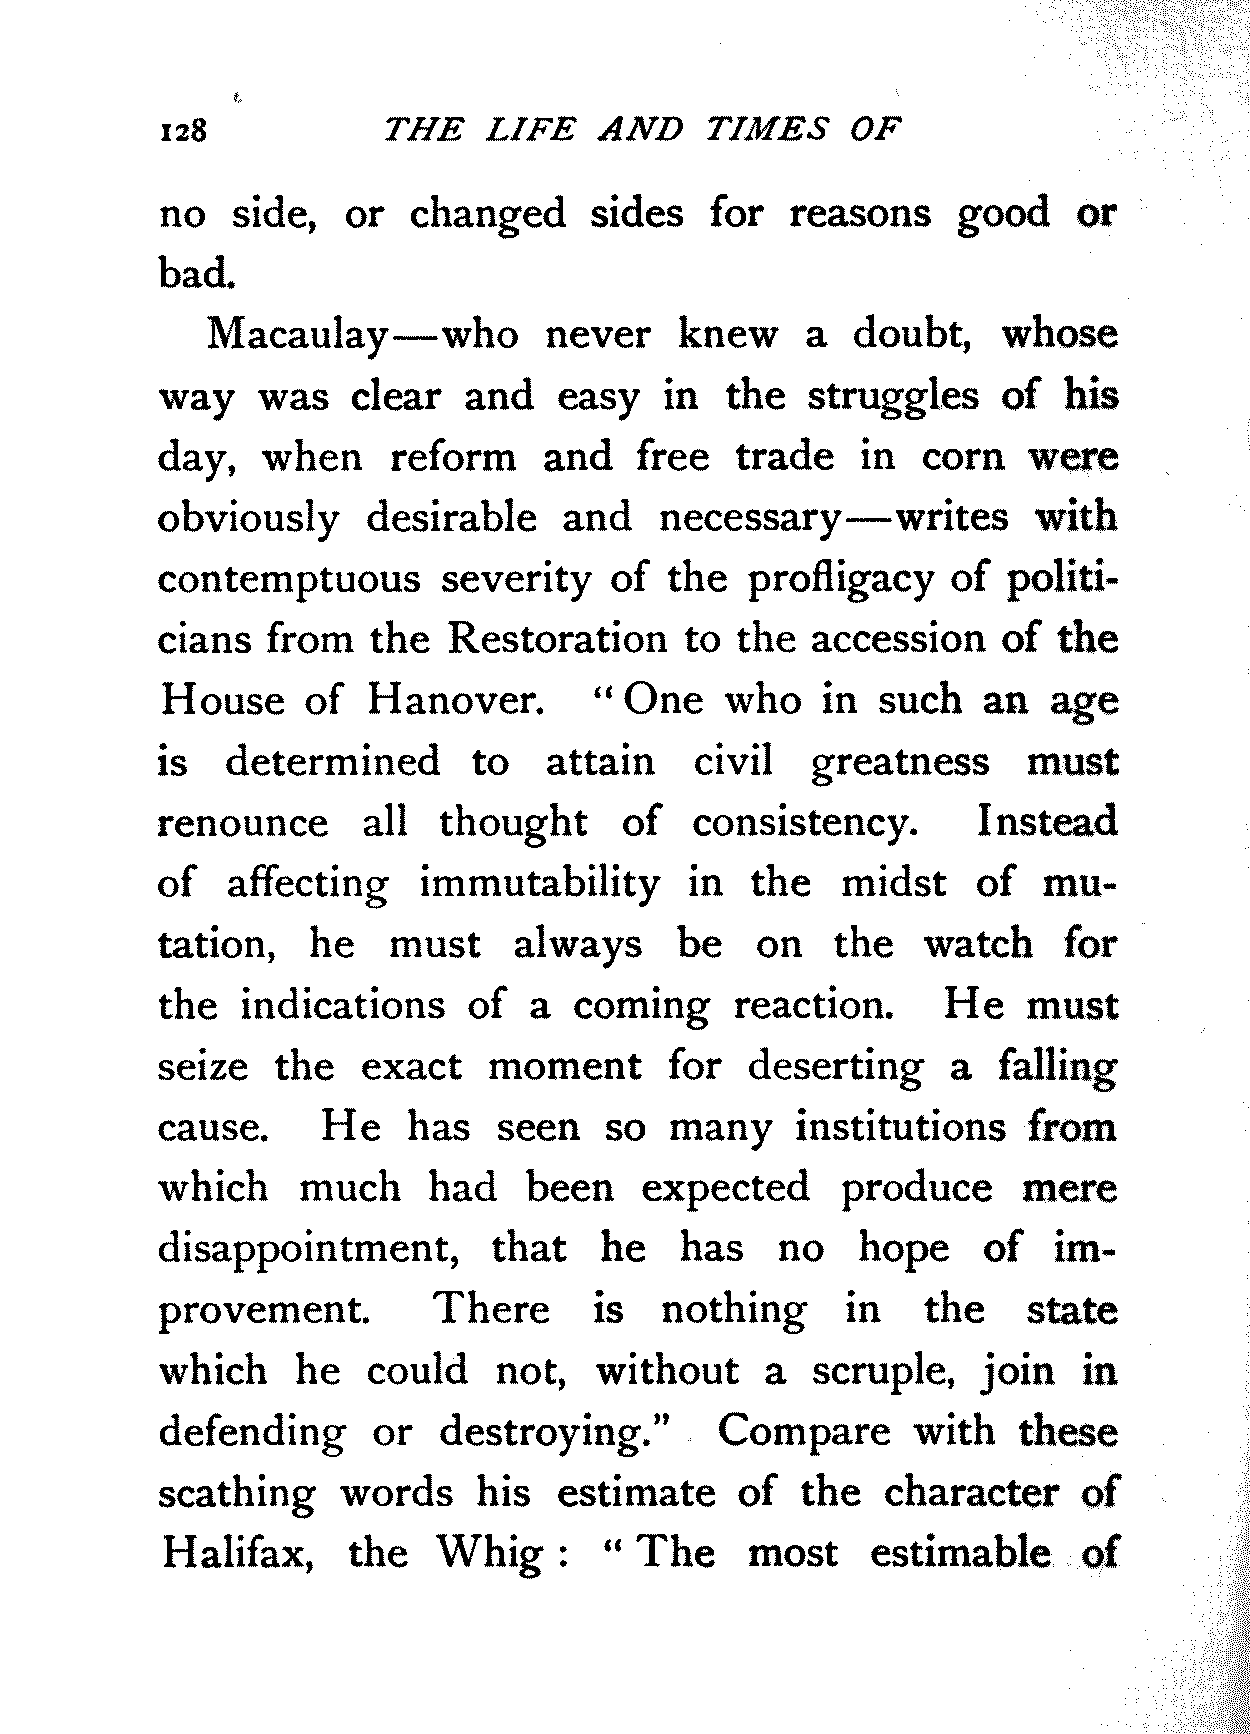 128 THE LIFE AND TIMES OF
no side, or changed sides for reasons good or
bad.
Macaulay—who never knew a doubt, whose
way was clear and easy in the struggles of his
day, when reform and free trade in corn were
obviously desirable and necessary—writes with
contemptuous severity of the profligacy of politi-
cians from the Restoration to the accession of the
House of Hanover. “One who in such an age
is determined to attain civil greatness must
renounce all thought of consistency. Instead
of affecting immutability in the midst of mu-
tation, he must always be on the watch for
the indications of a coming reaction. He must
seize the exact moment for deserting a falling
cause. He has seen so many institutions from
which much had been expected produce mere
disappointment, that he has no hope of im-
provement. There is nothing in the state
which he could not, without a scruple, join in
defending or destroying.” Compare with these
scathing words his estimate of the character of
Halifax, the Whig : “The most estimable of